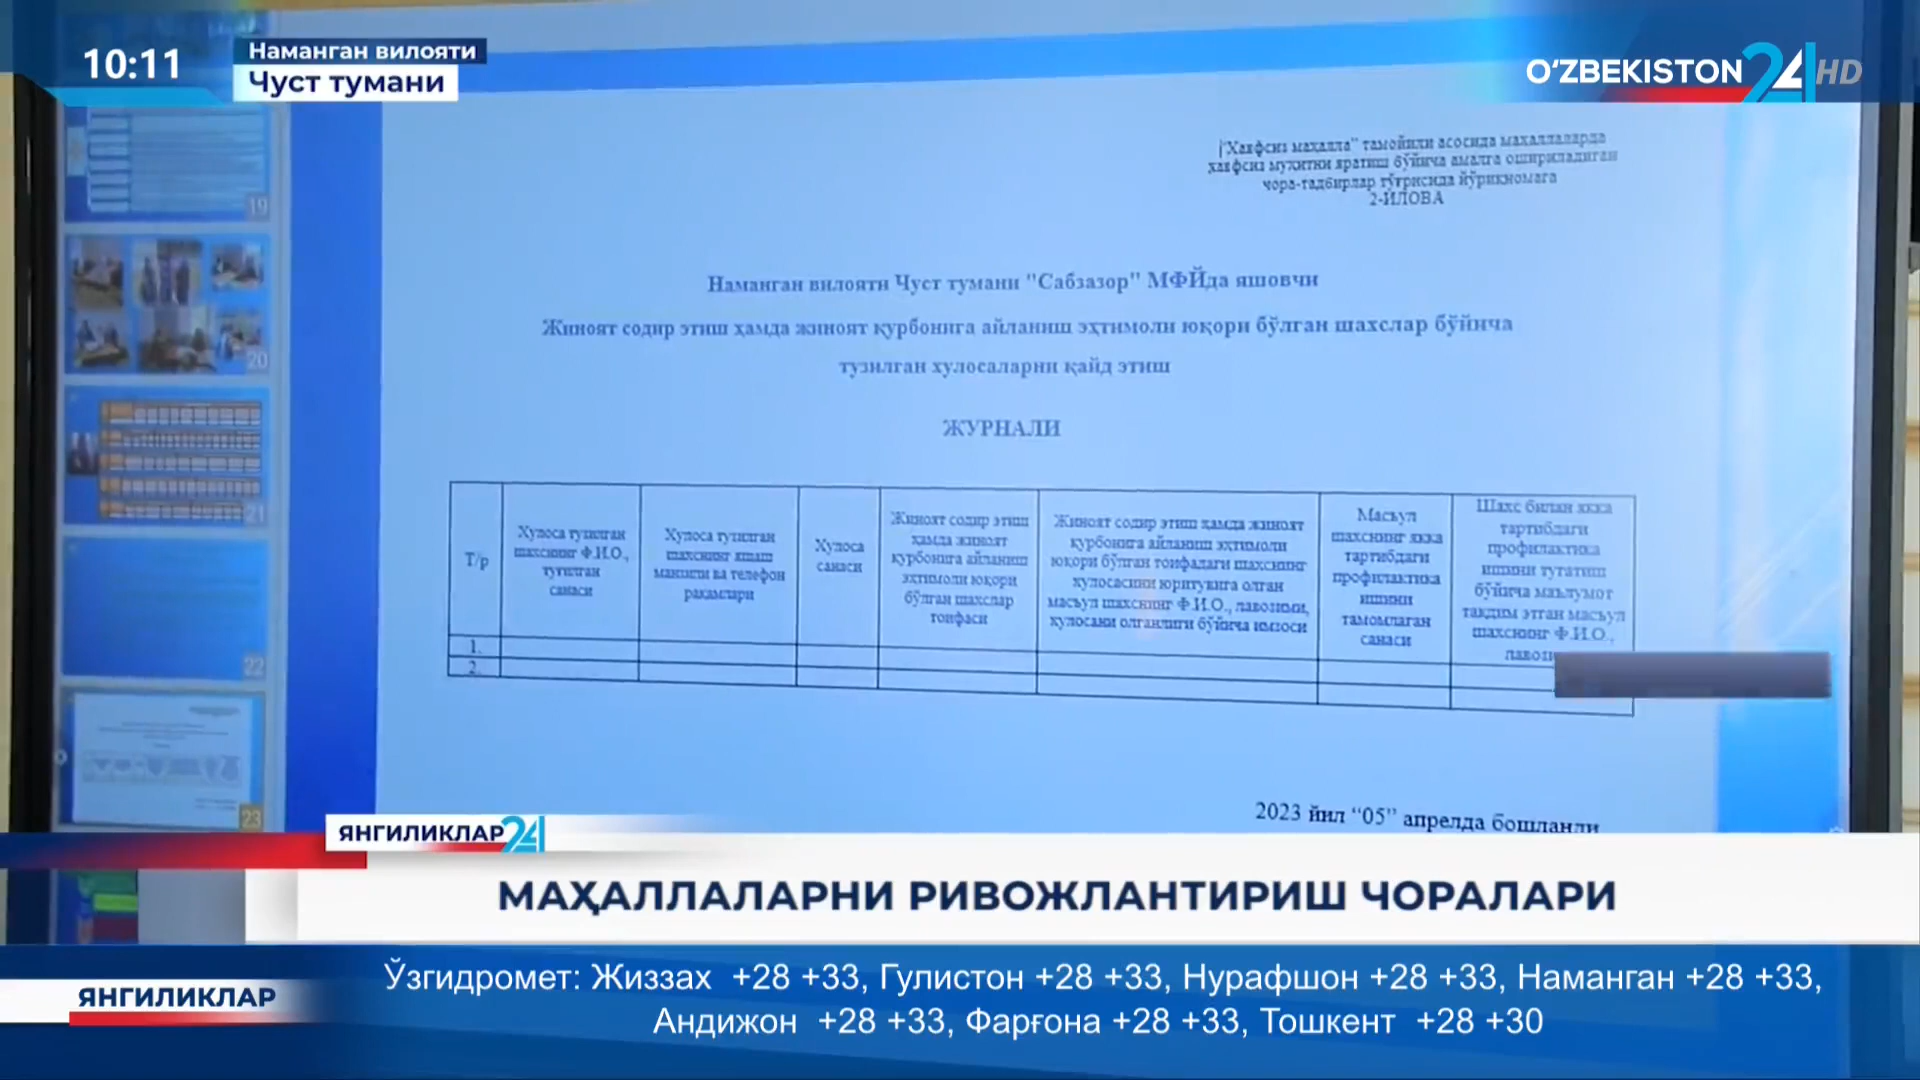 10:11
Наманган вилояти
Чуст тумани
O‘ZBEKISTON 24 HD
"Хавфсиз маҳалла" тамойили асосида маҳаллаларда
хавфсиз муҳитни яратиш бўйича амалга ошириладиган
чора-тадбирлар тўғрисида йўриқномага
2-ИЛОВА
Наманган вилояти Чуст тумани "Сабзазор" МФЙда яшовчи
Жиноят содир этиш ҳамда жиноят қурбонига айланиш эҳтимоли юқори бўлган шахслар бўйича
тузилган хулосаларни қайд этиш
ЖУРНАЛИ
Т/р
Хулоса тузилган
шахснинг Ф.И.О.,
туғилган
санаси
Хулоса тузилган
шахснинг яшаш
манзили ва телефон
рақамлари
Хулоса
санаси
Жиноят содир этиш
ҳамда жиноят
қурбонига айланиш
эҳтимоли юқори
бўлган шахслар
тоифаси
Жиноят содир этиш ҳамда жиноят
қурбонига айланиш эҳтимоли
юқори бўлган тоифадаги шахснинг
хулосасини юритувига олган
масъул шахснинг Ф.И.О., лавозими,
хулосани олганлиги бўйича имзоси
Масъул
шахснинг якка
тартибдаги
профилактика
ишини
тамомлаган
санаси
Шахс билан якка
тартибдаги
профилактика
ишини тугатиш
бўйича маълумот
тақдим этган масъул
шахснинг Ф.И.О.,
1.
2.
2023 йил “05” апрелда бошланди
19
20
21
22
23
ЯНГИЛИКЛАР 24
МАҲАЛЛАЛАРНИ РИВОЖЛАНТИРИШ ЧОРАЛАРИ
ЯНГИЛИКЛАР
Ўзгидромет: Жиззах +28 +33, Гулистон +28 +33, Нурафшон +28 +33, Наманган +28 +33,
Андижон +28 +33, Фарғона +28 +33, Тошкент +28 +30